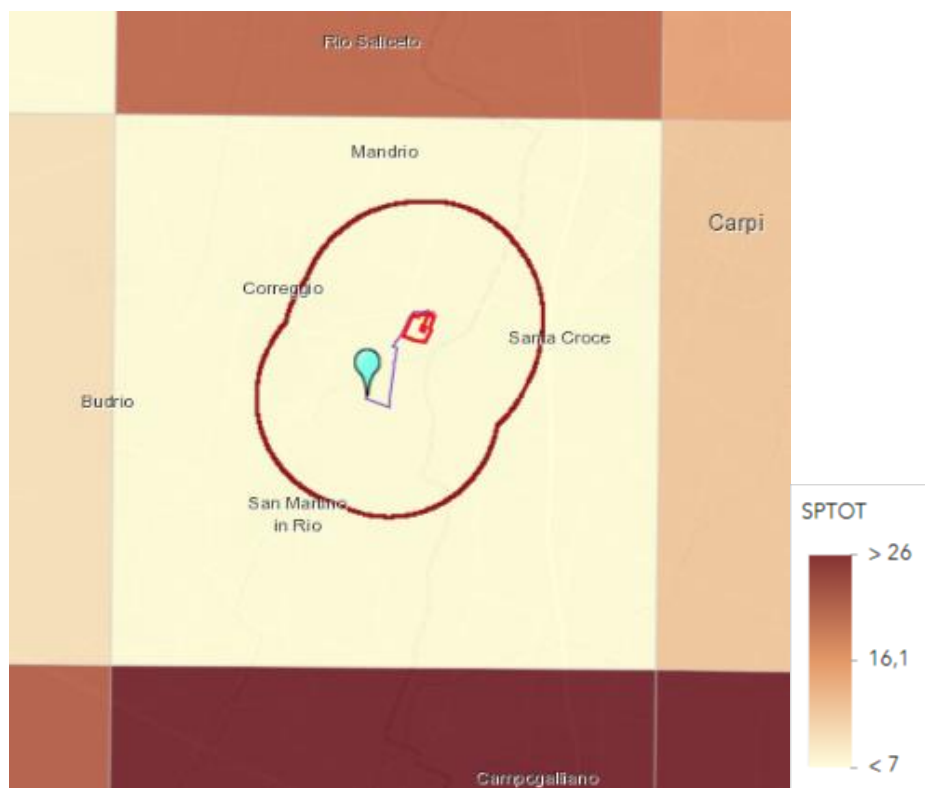 Rio Saliceto
Mandrio
Carpi
Correggio
Santa Croce
Budrio
San Martino
in Rio
Campogalliano
SPTOT
> 26
16,1
< 7